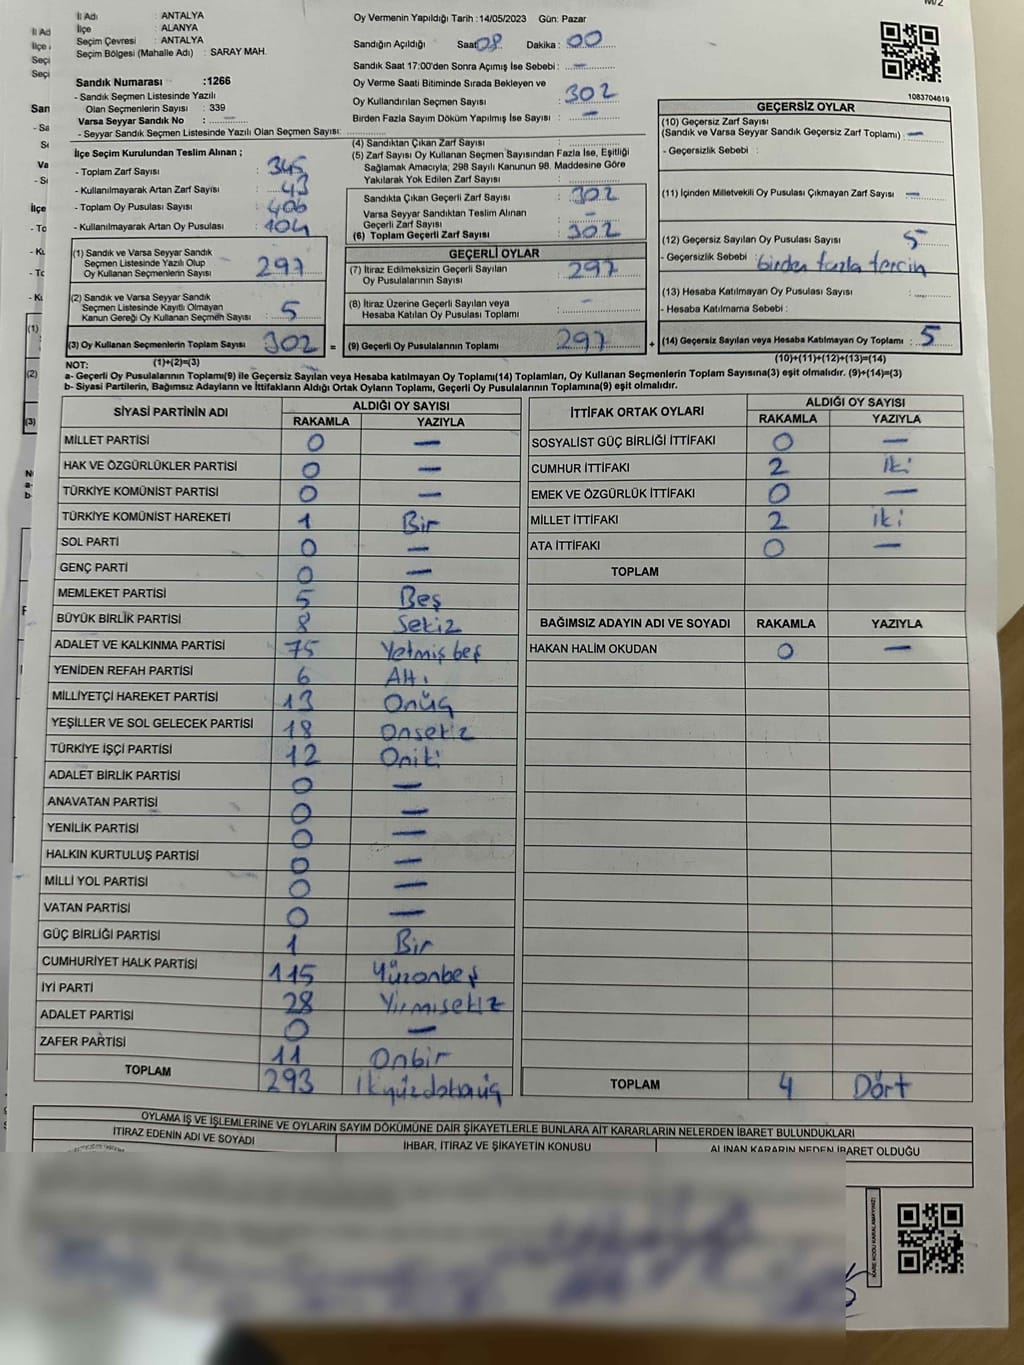 M/2
İl Adı : ANTALYA
İlçe : ALANYA
Seçim Çevresi : ANTALYA
Seçim Bölgesi (Mahalle Adı) : SARAY MAH.
Sandık Numarası :1266
- Sandık Seçmen Listesinde Yazılı
Olan Seçmenlerin Sayısı : 339
Varsa Seyyar Sandık No :
- Seyyar Sandık Seçmen Listesinde Yazılı Olan Seçmen Sayısı:
İlçe Seçim Kurulundan Teslim Alınan ;
- Toplam Zarf Sayısı : 345
- Kullanılmayarak Artan Zarf Sayısı : 43
- Toplam Oy Pusulası Sayısı : 406
- Kullanılmayarak Artan Oy Pusulası : 104
(1) Sandık ve Varsa Seyyar Sandık
Seçmen Listesinde Yazılı Olup
Oy Kullanan Seçmenlerin Sayısı : 297
(2) Sandık ve Varsa Seyyar Sandık
Seçmen Listesinde Kayıtlı Olmayan
Kanun Gereği Oy Kullanan Seçmen Sayısı : 5
(3) Oy Kullanan Seçmenlerin Toplam Sayısı : 302 =
Oy Vermenin Yapıldığı Tarih :14/05/2023 Gün: Pazar
Sandığın Açıldığı Saat: 08 Dakika : 00
Sandık Saat 17:00'den Sonra Açımış İse Sebebi : —
Oy Verme Saati Bitiminde Sırada Bekleyen ve
Oy Kullandırılan Seçmen Sayısı : 302
Birden Fazla Sayım Döküm Yapılmış İse Sayısı : —
(4) Sandıktan Çıkan Zarf Sayısı :
(5) Zarf Sayısı Oy Kullanan Seçmen Sayısından Fazla İse, Eşitliği
Sağlamak Amacıyla; 298 Sayılı Kanunun 98. Maddesine Göre
Yakılarak Yok Edilen Zarf Sayısı :
Sandıkta Çıkan Geçerli Zarf Sayısı : 302
Varsa Seyyar Sandıktan Teslim Alınan
Geçerli Zarf Sayısı : —
(6) Toplam Geçerli Zarf Sayısı : 302
GEÇERLİ OYLAR
(7) İtiraz Edilmeksizin Geçerli Sayılan
Oy Pusulalarının Sayısı : 297
(8) İtiraz Üzerine Geçerli Sayılan veya
Hesaba Katılan Oy Pusulası Toplamı : —
(9) Geçerli Oy Pusulalarının Toplamı : 297 +
1083704619
GEÇERSİZ OYLAR
(10) Geçersiz Zarf Sayısı
(Sandık ve Varsa Seyyar Sandık Geçersiz Zarf Toplamı) : —
- Geçersizlik Sebebi :
(11) İçinden Milletvekili Oy Pusulası Çıkmayan Zarf Sayısı : —
(12) Geçersiz Sayılan Oy Pusulası Sayısı : 5
- Geçersizlik Sebebi : birden fazla tercih
(13) Hesaba Katılmayan Oy Pusulası Sayısı :
- Hesaba Katılmama Sebebi :
(14) Geçersiz Sayılan veya Hesaba Katılmayan Oy Toplamı : 5
NOT: (1)+(2)=(3) (10)+(11)+(12)+(13)=(14)
a- Geçerli Oy Pusulalarının Toplamı(9) ile Geçersiz Sayılan veya Hesaba katılmayan Oy Toplamı(14) Toplamları, Oy Kullanan Seçmenlerin Toplam Sayısına(3) eşit olmalıdır. (9)+(14)=(3)
b- Siyasi Partilerin, Bağımsız Adayların ve İttifakların Aldığı Ortak Oyların Toplamı, Geçerli Oy Pusulalarının Toplamına(9) eşit olmalıdır.
SİYASİ PARTİNİN ADI ALDIĞI OY SAYISI
RAKAMLA YAZIYLA
MİLLET PARTİSİ 0 —
HAK VE ÖZGÜRLÜKLER PARTİSİ 0 —
TÜRKİYE KOMÜNİST PARTİSİ 0 —
TÜRKİYE KOMÜNİST HAREKETİ 1 Bir
SOL PARTİ 0 —
GENÇ PARTİ 0 —
MEMLEKET PARTİSİ 5 Beş
BÜYÜK BİRLİK PARTİSİ 8 Sekiz
ADALET VE KALKINMA PARTİSİ 75 Yetmiş beş
YENİDEN REFAH PARTİSİ 6 Altı
MİLLİYETÇİ HAREKET PARTİSİ 13 Onüç
YEŞİLLER VE SOL GELECEK PARTİSİ 18 Onsekiz
TÜRKİYE İŞÇİ PARTİSİ 12 Oniki
ADALET BİRLİK PARTİSİ 0 —
ANAVATAN PARTİSİ 0 —
YENİLİK PARTİSİ 0 —
HALKIN KURTULUŞ PARTİSİ 0 —
MİLLİ YOL PARTİSİ 0 —
VATAN PARTİSİ 0 —
GÜÇ BİRLİĞİ PARTİSİ 1 Bir
CUMHURİYET HALK PARTİSİ 115 Yüzonbeş
İYİ PARTİ 28 Yirmisekiz
ADALET PARTİSİ 0 —
ZAFER PARTİSİ 11 Onbir
TOPLAM 293 ikiyüzdoksanüç
İTTİFAK ORTAK OYLARI ALDIĞI OY SAYISI
RAKAMLA YAZIYLA
SOSYALİST GÜÇ BİRLİĞİ İTTİFAKI 0 —
CUMHUR İTTİFAKI 2 iki
EMEK VE ÖZGÜRLÜK İTTİFAKI 0 —
MİLLET İTTİFAKI 2 iki
ATA İTTİFAKI 0 —
TOPLAM
BAĞIMSIZ ADAYIN ADI VE SOYADI RAKAMLA YAZIYLA
HAKAN HALİM OKUDAN 0 —
TOPLAM 4 Dört
OYLAMA İŞ VE İŞLEMLERİNE VE OYLARIN SAYIM DÖKÜMÜNE DAİR ŞİKAYETLERLE BUNLARA AİT KARARLARIN NELERDEN İBARET BULUNDUKLARI
İTİRAZ EDENİN ADI VE SOYADI İHBAR, İTİRAZ VE ŞİKAYETİN KONUSU ALINAN KARARIN NEDEN İBARET OLDUĞU
KARE KODU KARALAMAYINIZ!